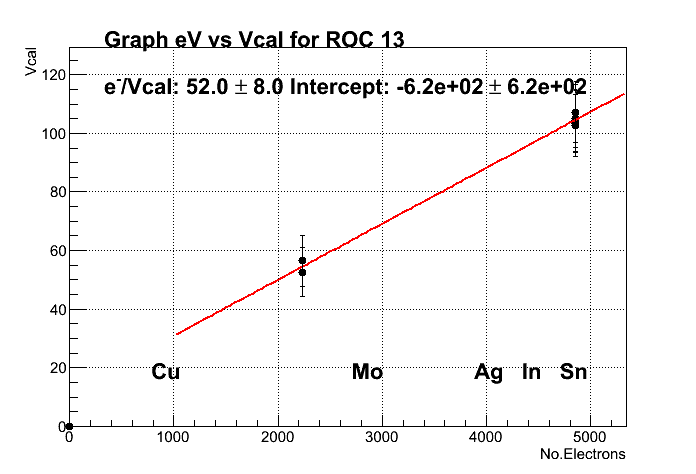 Graph eV vs Vcal for ROC 13
Vcal
e⁻/Vcal: 52.0 ± 8.0 Intercept: -6.2e+02 ± 6.2e+02
120
100
80
60
40
20
0
Cu Mo Ag In Sn
0 1000 2000 3000 4000 5000
No.Electrons